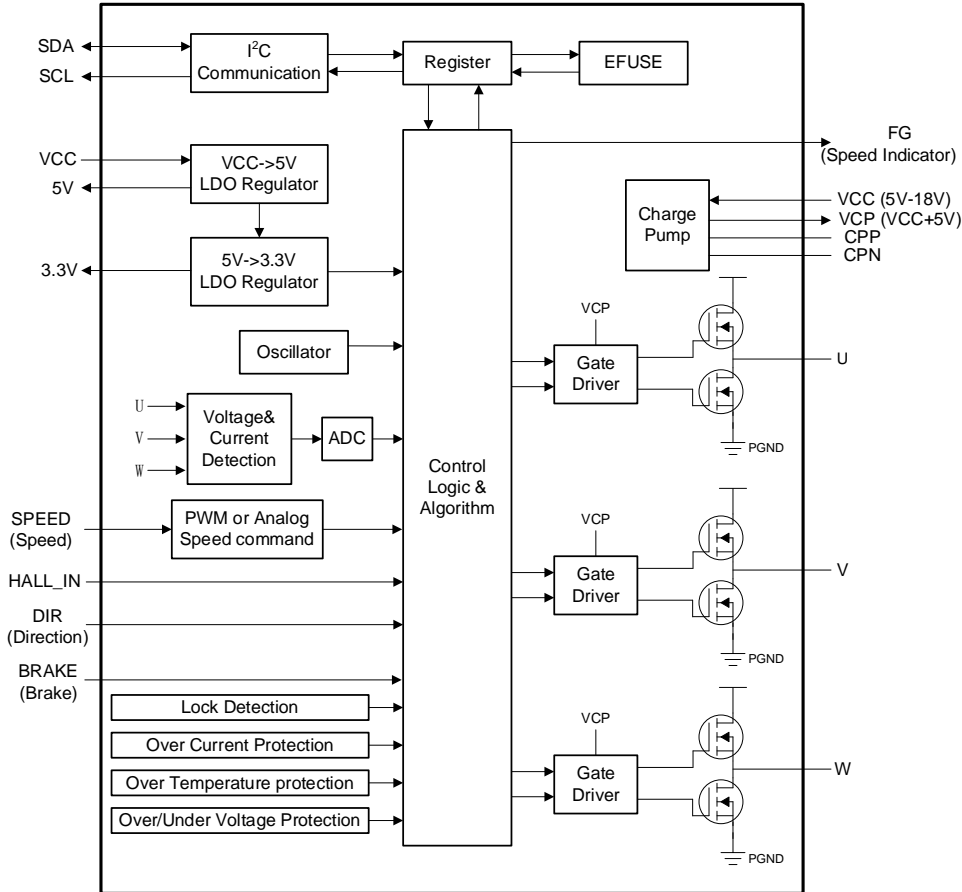 SDA
SCL
I²C
Communication
Register
EFUSE
VCC
5V
VCC->5V
LDO Regulator
FG
(Speed Indicator)
Charge
Pump
VCC (5V-18V)
VCP (VCC+5V)
CPP
CPN
3.3V
5V->3.3V
LDO Regulator
Oscillator
VCP
Gate
Driver
U
PGND
U
V
W
Voltage&
Current
Detection
ADC
Control
Logic &
Algorithm
SPEED
(Speed)
PWM or Analog
Speed command
VCP
Gate
Driver
V
PGND
HALL_IN
DIR
(Direction)
BRAKE
(Brake)
Lock Detection
Over Current Protection
Over Temperature protection
Over/Under Voltage Protection
VCP
Gate
Driver
W
PGND